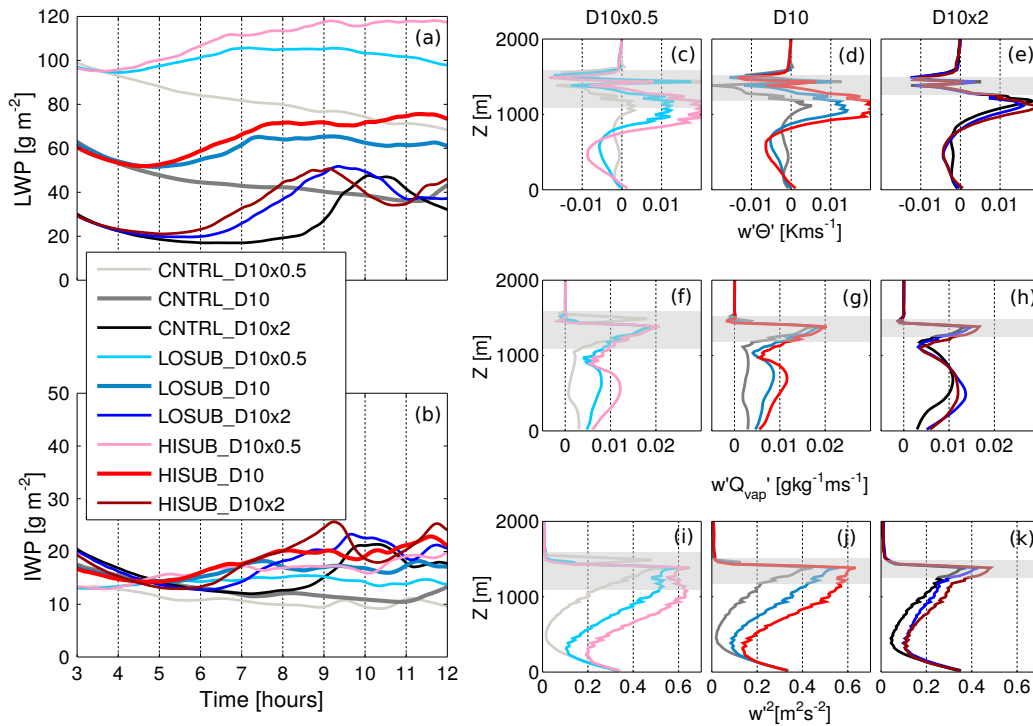 120
100
80
60
40
20
0
LWP [g m-2]
(a)
CNTRL_D10x0.5
CNTRL_D10
CNTRL_D10x2
LOSUB_D10x0.5
LOSUB_D10
LOSUB_D10x2
HISUB_D10x0.5
HISUB_D10
HISUB_D10x2
50
40
30
20
10
0
IWP [g m-2]
(b)
3 4 5 6 7 8 9 10 11 12
Time [hours]
D10x0.5 D10 D10x2
2000
1000
0
Z [m]
(c) (d) (e)
-0.01 0 0.01 -0.01 0 0.01 -0.01 0 0.01
w'Θ' [Kms-1]
2000
1000
0
Z [m]
(f) (g) (h)
0 0.01 0.02 0 0.01 0.02 0 0.01 0.02
w'Qvap' [gkg-1ms-1]
2000
1000
0
Z [m]
(i) (j) (k)
0 0.2 0.4 0.6 0 0.2 0.4 0.6 0 0.2 0.4 0.6
w'2[m2s-2]